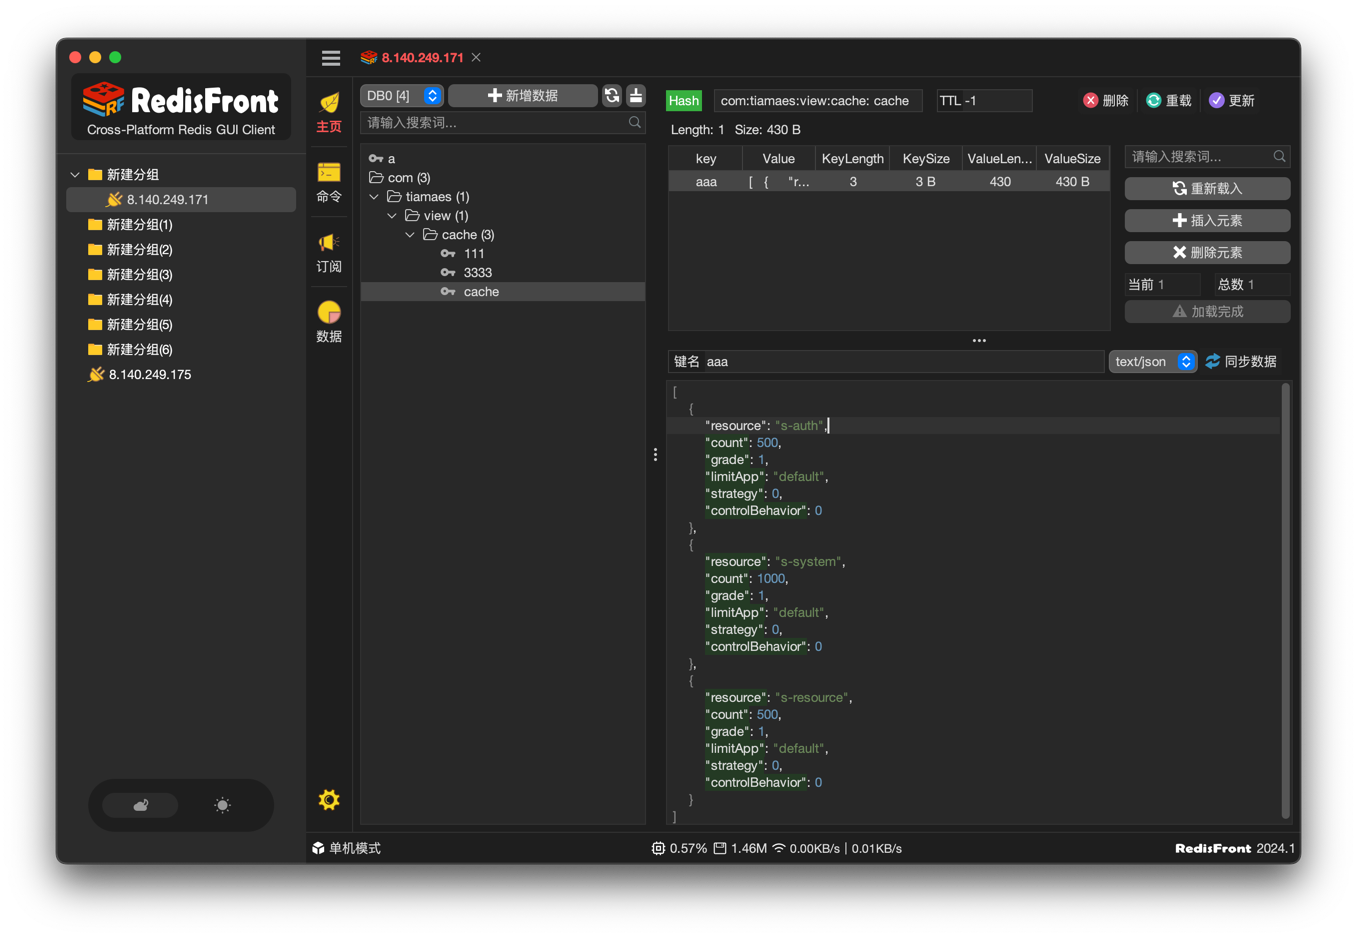 RedisFront
Cross-Platform Redis GUI Client
新建分组
8.140.249.171
新建分组(1)
新建分组(2)
新建分组(3)
新建分组(4)
新建分组(5)
新建分组(6)
8.140.249.175
8.140.249.171
主页
命令
订阅
数据
DB0 [4]
新增数据
请输入搜索词...
a
com (3)
tiamaes (1)
view (1)
cache (3)
111
3333
cache
Hash com:tiamaes:view:cache: cache TTL -1 删除 重载 更新
Length: 1 Size: 430 B
key Value KeyLength KeySize ValueLen... ValueSize
aaa [ { "r... 3 3 B 430 430 B
请输入搜索词...
重新载入
插入元素
删除元素
当前 1 总数 1
加载完成
键名 aaa text/json 同步数据
[
{
"resource": "s-auth",
"count": 500,
"grade": 1,
"limitApp": "default",
"strategy": 0,
"controlBehavior": 0
},
{
"resource": "s-system",
"count": 1000,
"grade": 1,
"limitApp": "default",
"strategy": 0,
"controlBehavior": 0
},
{
"resource": "s-resource",
"count": 500,
"grade": 1,
"limitApp": "default",
"strategy": 0,
"controlBehavior": 0
}
]
单机模式 0.57% 1.46M 0.00KB/s | 0.01KB/s RedisFront 2024.1